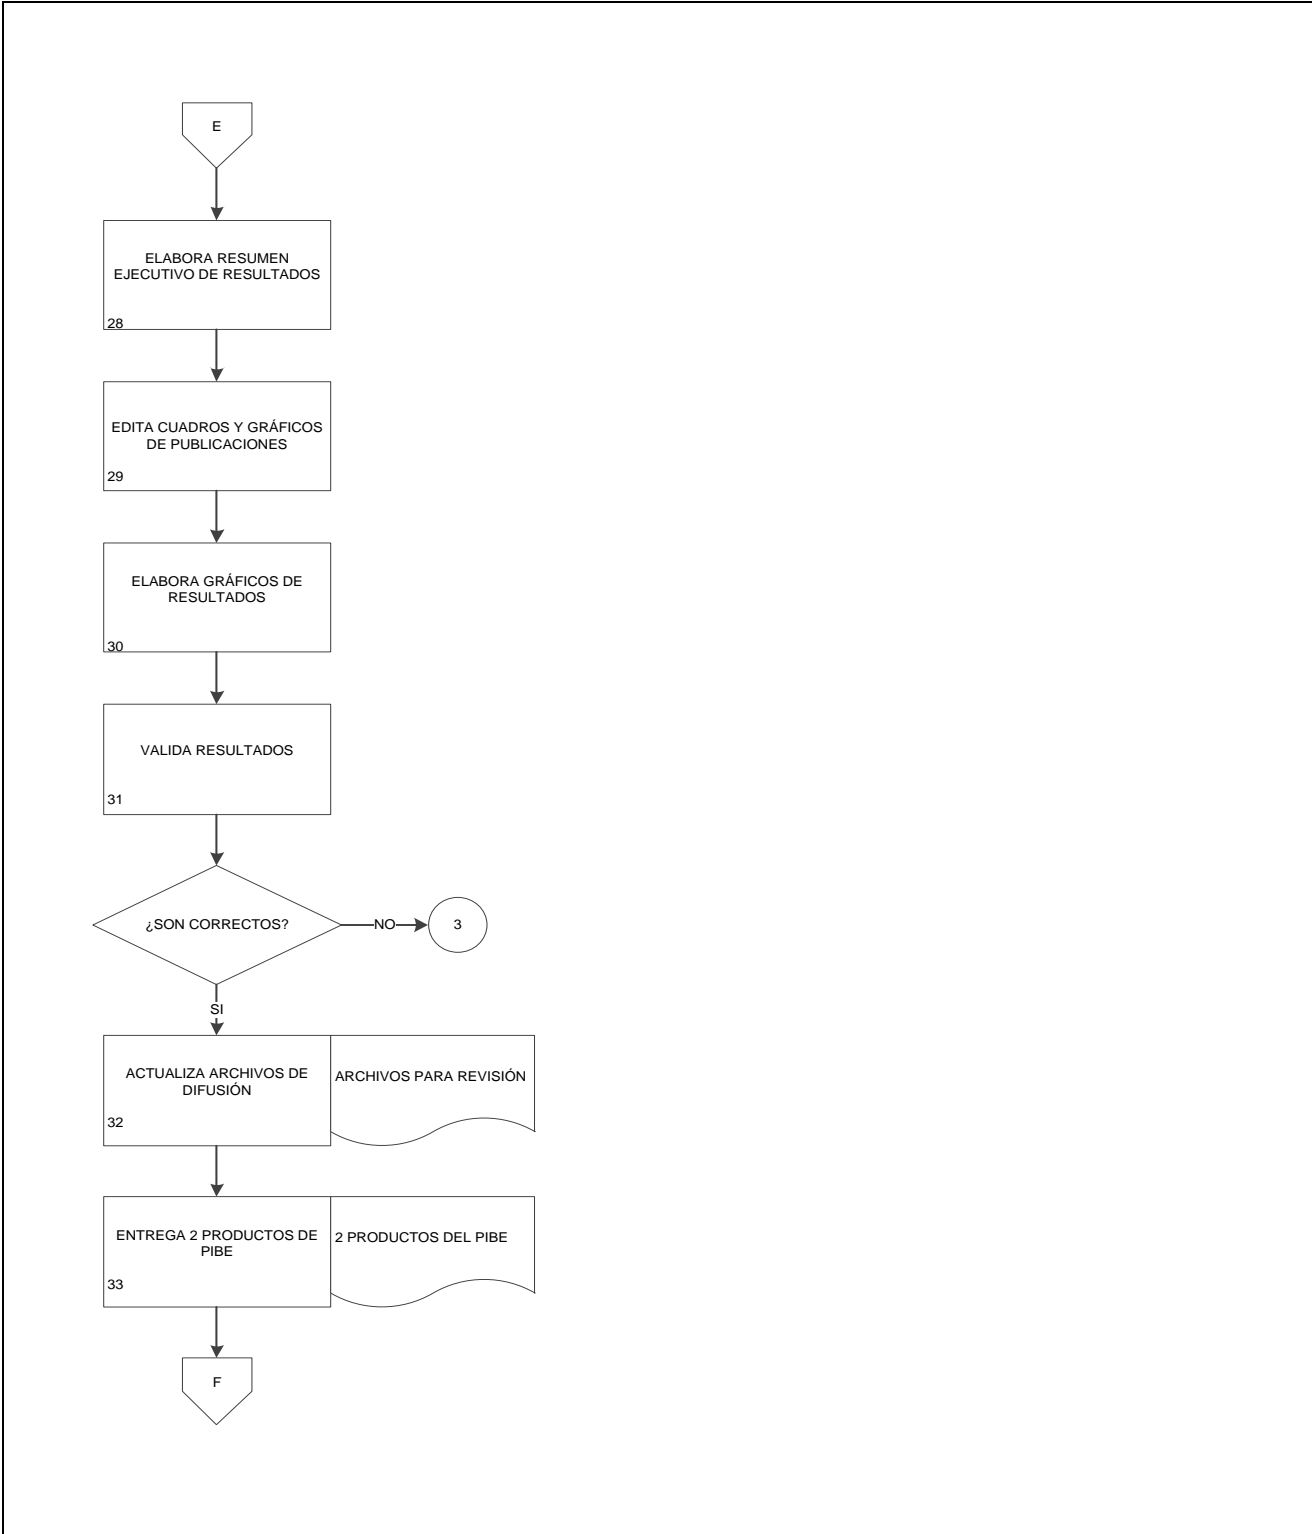 E
ELABORA RESUMEN
EJECUTIVO DE RESULTADOS
28
EDITA CUADROS Y GRÁFICOS
DE PUBLICACIONES
29
ELABORA GRÁFICOS DE
RESULTADOS
30
VALIDA RESULTADOS
31
¿SON CORRECTOS?
NO
3
SI
ACTUALIZA ARCHIVOS DE
DIFUSIÓN
32
ARCHIVOS PARA REVISIÓN
ENTREGA 2 PRODUCTOS DE
PIBE
33
2 PRODUCTOS DEL PIBE
F